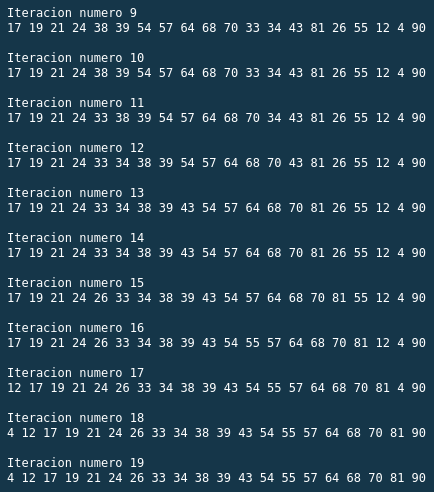 Iteracion numero 9
17 19 21 24 38 39 54 57 64 68 70 33 34 43 81 26 55 12 4 90
Iteracion numero 10
17 19 21 24 38 39 54 57 64 68 70 33 34 43 81 26 55 12 4 90
Iteracion numero 11
17 19 21 24 33 38 39 54 57 64 68 70 34 43 81 26 55 12 4 90
Iteracion numero 12
17 19 21 24 33 34 38 39 54 57 64 68 70 43 81 26 55 12 4 90
Iteracion numero 13
17 19 21 24 33 34 38 39 43 54 57 64 68 70 81 26 55 12 4 90
Iteracion numero 14
17 19 21 24 33 34 38 39 43 54 57 64 68 70 81 26 55 12 4 90
Iteracion numero 15
17 19 21 24 26 33 34 38 39 43 54 57 64 68 70 81 55 12 4 90
Iteracion numero 16
17 19 21 24 26 33 34 38 39 43 54 55 57 64 68 70 81 12 4 90
Iteracion numero 17
12 17 19 21 24 26 33 34 38 39 43 54 55 57 64 68 70 81 4 90
Iteracion numero 18
4 12 17 19 21 24 26 33 34 38 39 43 54 55 57 64 68 70 81 90
Iteracion numero 19
4 12 17 19 21 24 26 33 34 38 39 43 54 55 57 64 68 70 81 90